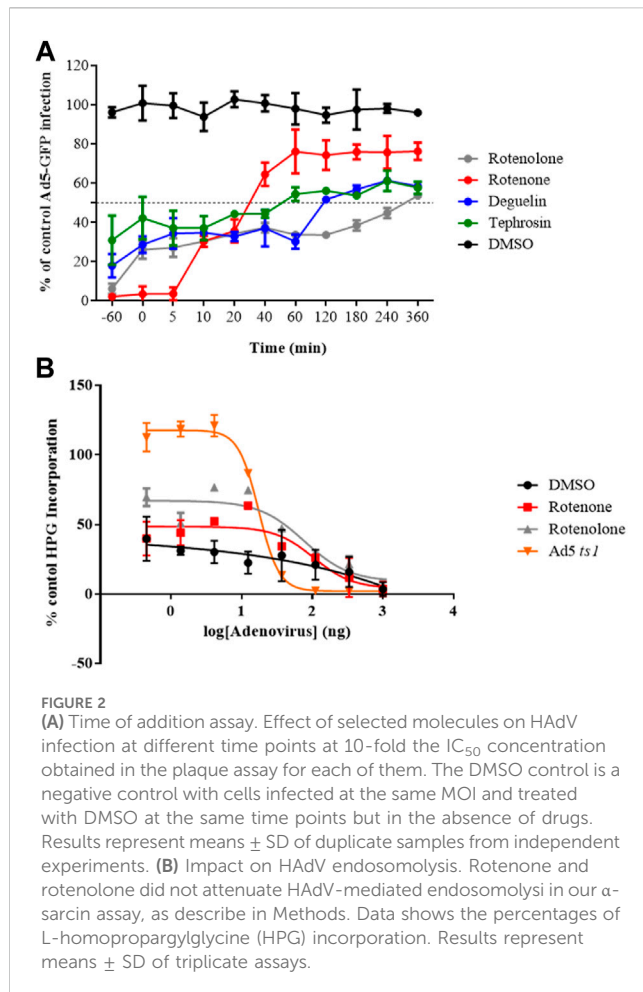 A
% of control Ad5-GFP infection
120
100
80
60
40
20
0
-60 0 5 10 20 40 60 120 180 240 360
Time (min)
Rotenolone
Rotenone
Deguelin
Tephrosin
DMSO
B
% contol HPG Incorporation
150
100
50
0
-50
0 1 2 3 4
log[Adenovirus] (ng)
DMSO
Rotenone
Rotenolone
Ad5 ts1
FIGURE 2
(A) Time of addition assay. Effect of selected molecules on HAdV
infection at different time points at 10-fold the IC50 concentration
obtained in the plaque assay for each of them. The DMSO control is a
negative control with cells infected at the same MOI and treated
with DMSO at the same time points but in the absence of drugs.
Results represent means ± SD of duplicate samples from independent
experiments. (B) Impact on HAdV endosomolysis. Rotenone and
rotenolone did not attenuate HAdV-mediated endosomolysi in our α-
sarcin assay, as describe in Methods. Data shows the percentages of
L-homopropargylglycine (HPG) incorporation. Results represent
means ± SD of triplicate assays.